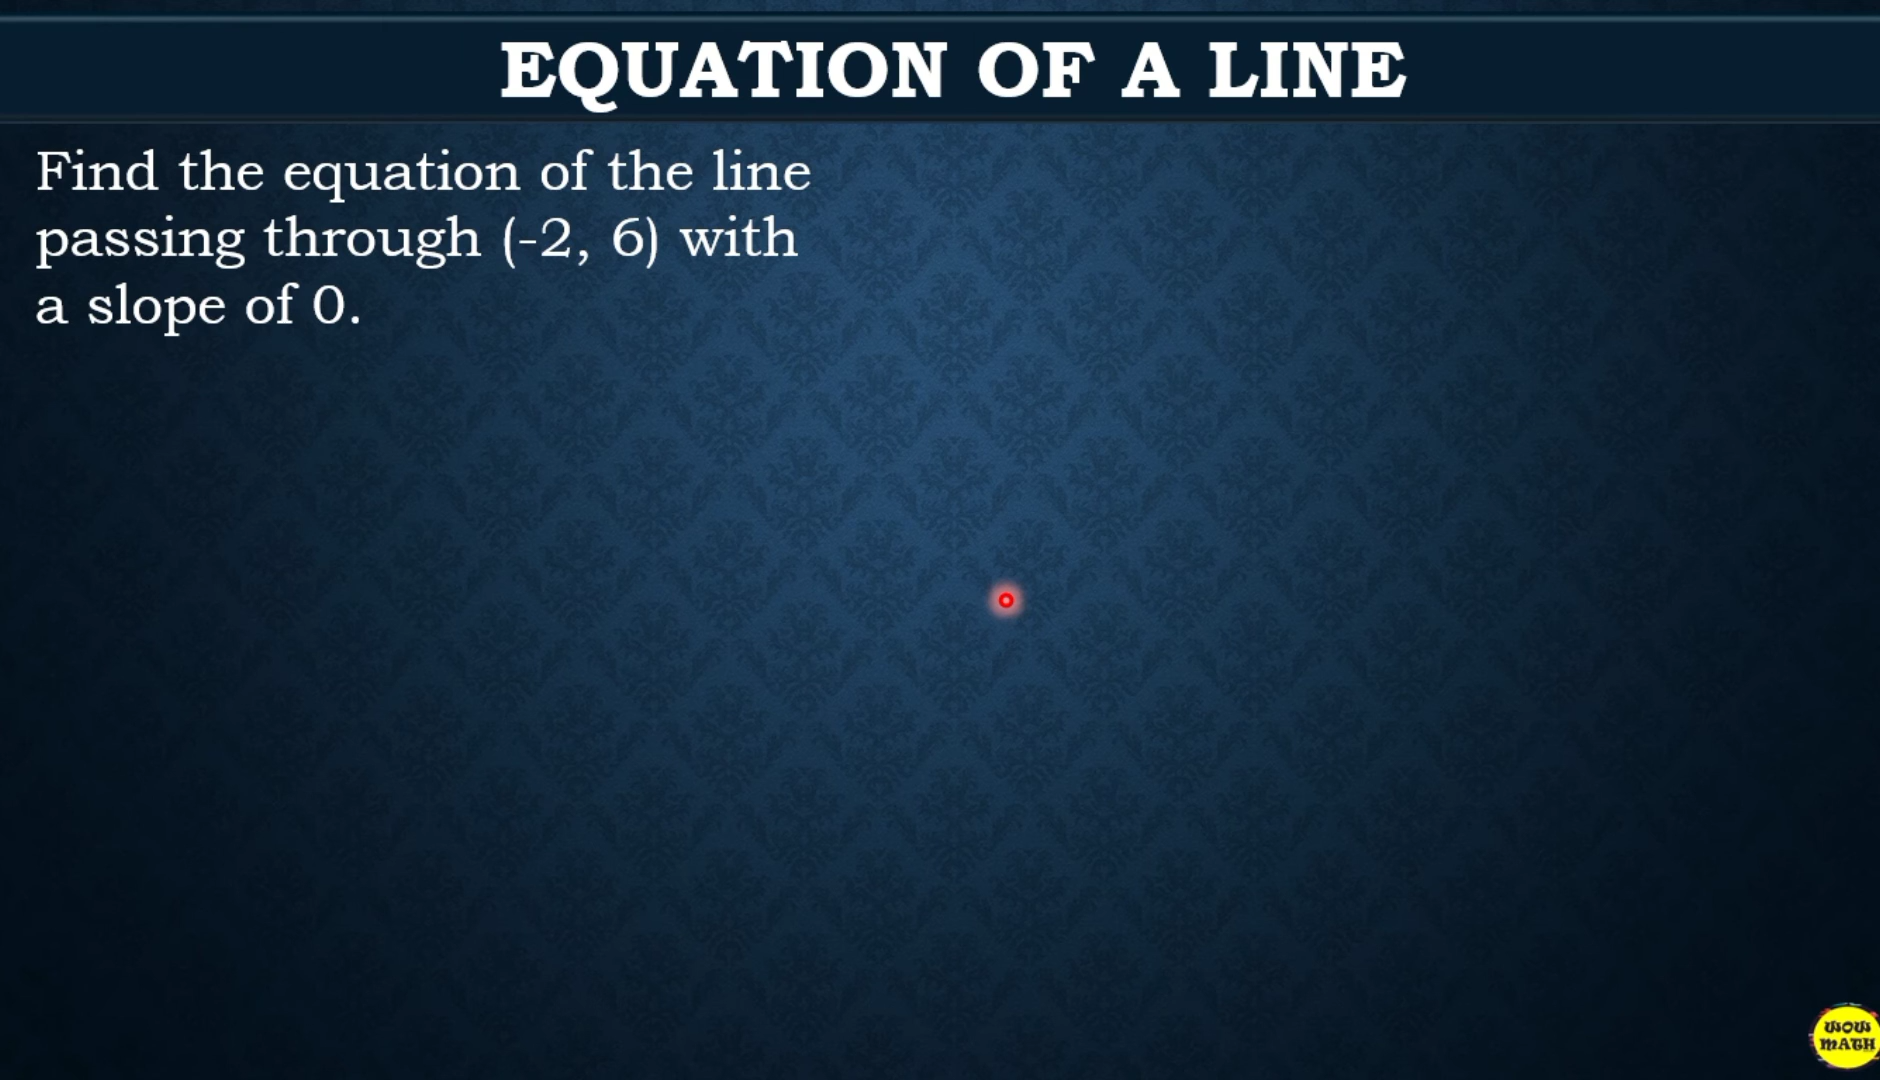 EQUATION OF A LINE
Find the equation of the line
passing through (-2, 6) with
a slope of 0.
WOW
MATH